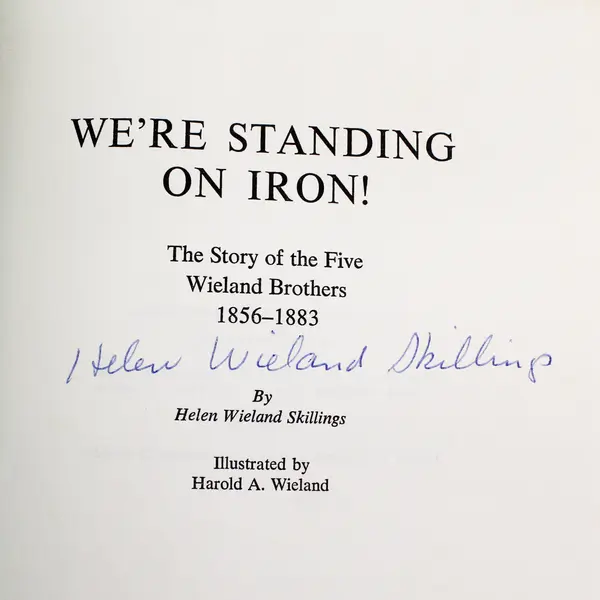 WE'RE STANDING
ON IRON!
The Story of the Five
Wieland Brothers
1856–1883
Helen Wieland Skillings
By
Helen Wieland Skillings
Illustrated by
Harold A. Wieland